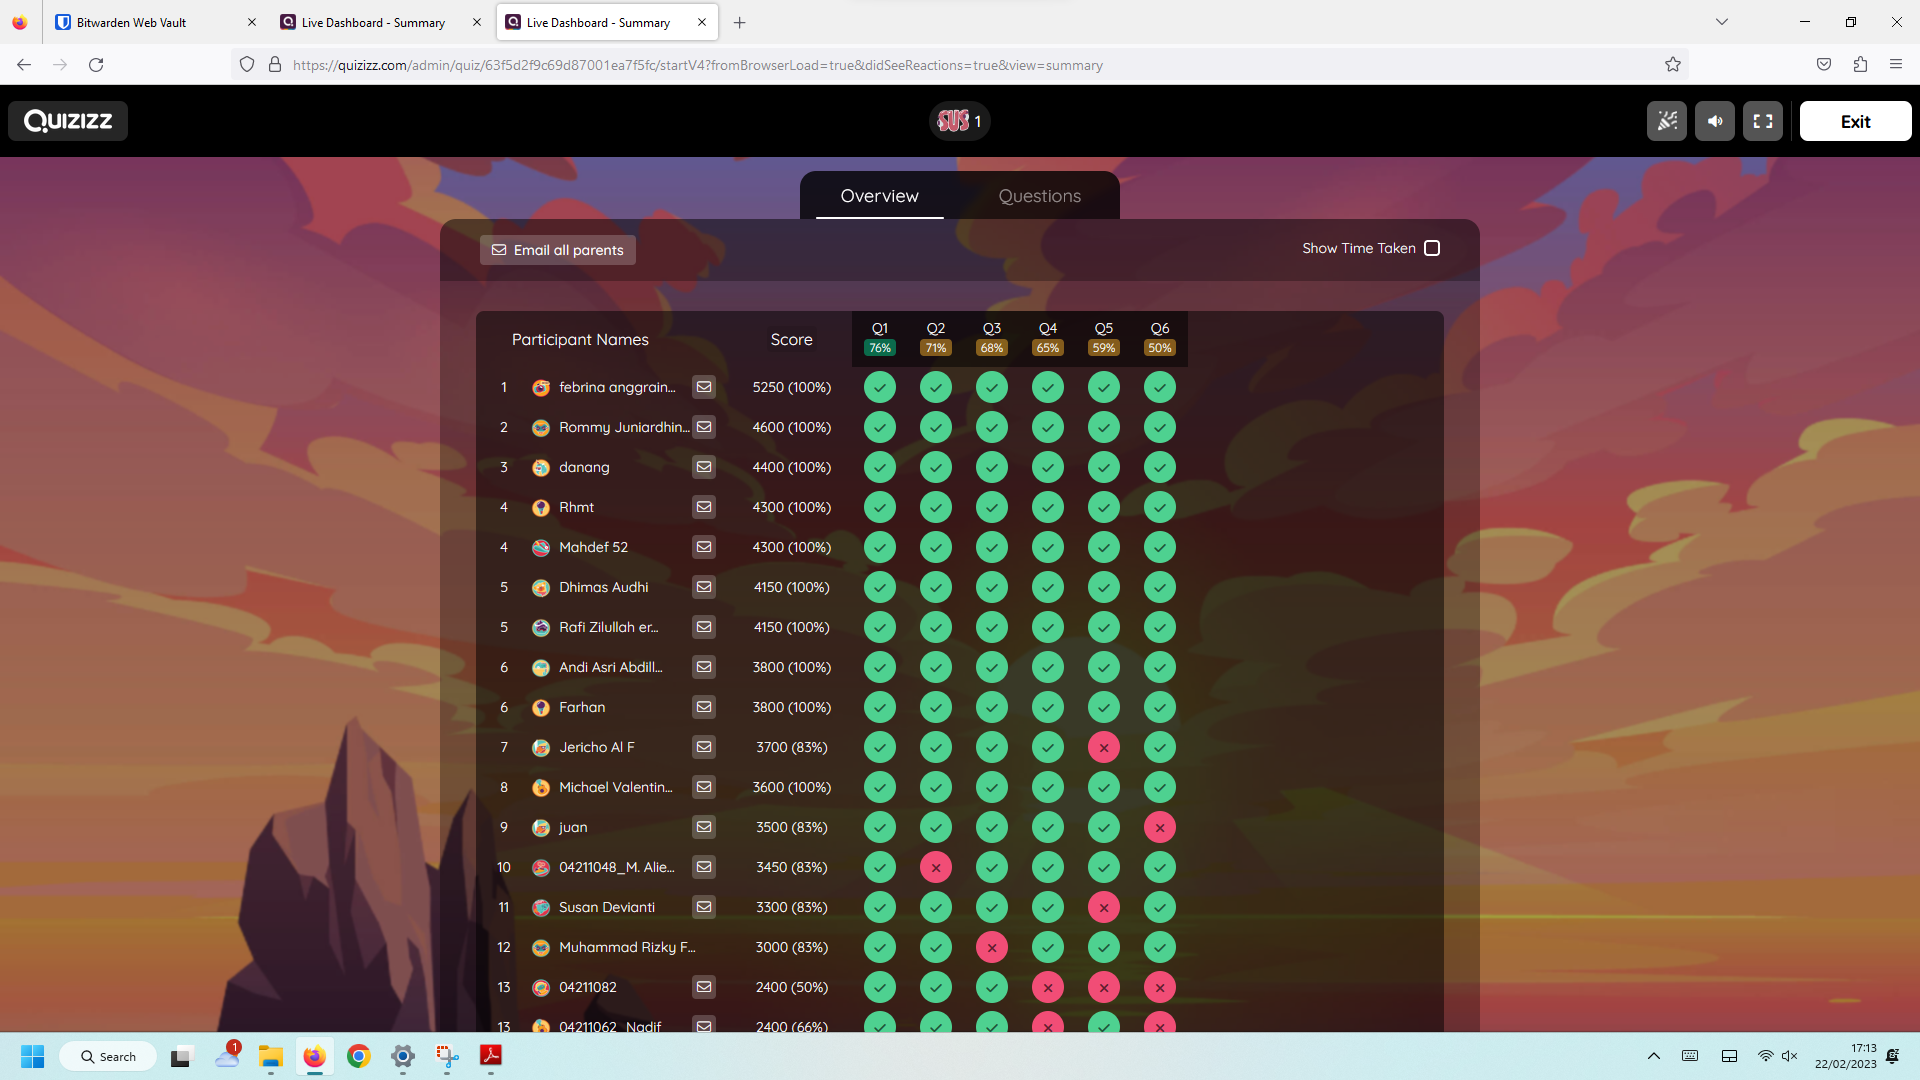 Bitwarden Web Vault
Live Dashboard - Summary
Live Dashboard - Summary
https://quizizz.com/admin/quiz/63f5d2f9c69d87001ea7f5fc/startV4?fromBrowserLoad=true&didSeeReactions=true&view=summary
QUIZIZZ
SUS 1
Exit
Overview Questions
Email all parents
Show Time Taken
Participant Names Score Q1 Q2 Q3 Q4 Q5 Q6
76% 71% 68% 65% 59% 50%
1 febrina anggrain... 5250 (100%)
2 Rommy Juniardhin... 4600 (100%)
3 danang 4400 (100%)
4 Rhmt 4300 (100%)
4 Mahdef 52 4300 (100%)
5 Dhimas Audhi 4150 (100%)
5 Rafi Zilullah er... 4150 (100%)
6 Andi Asri Abdill... 3800 (100%)
6 Farhan 3800 (100%)
7 Jericho Al F 3700 (83%)
8 Michael Valentin... 3600 (100%)
9 juan 3500 (83%)
10 04211048_M. Alie... 3450 (83%)
11 Susan Devianti 3300 (83%)
12 Muhammad Rizky F... 3000 (83%)
13 04211082 2400 (50%)
13 04211062_Nadif 2400 (66%)
Search
1
17:13
22/02/2023